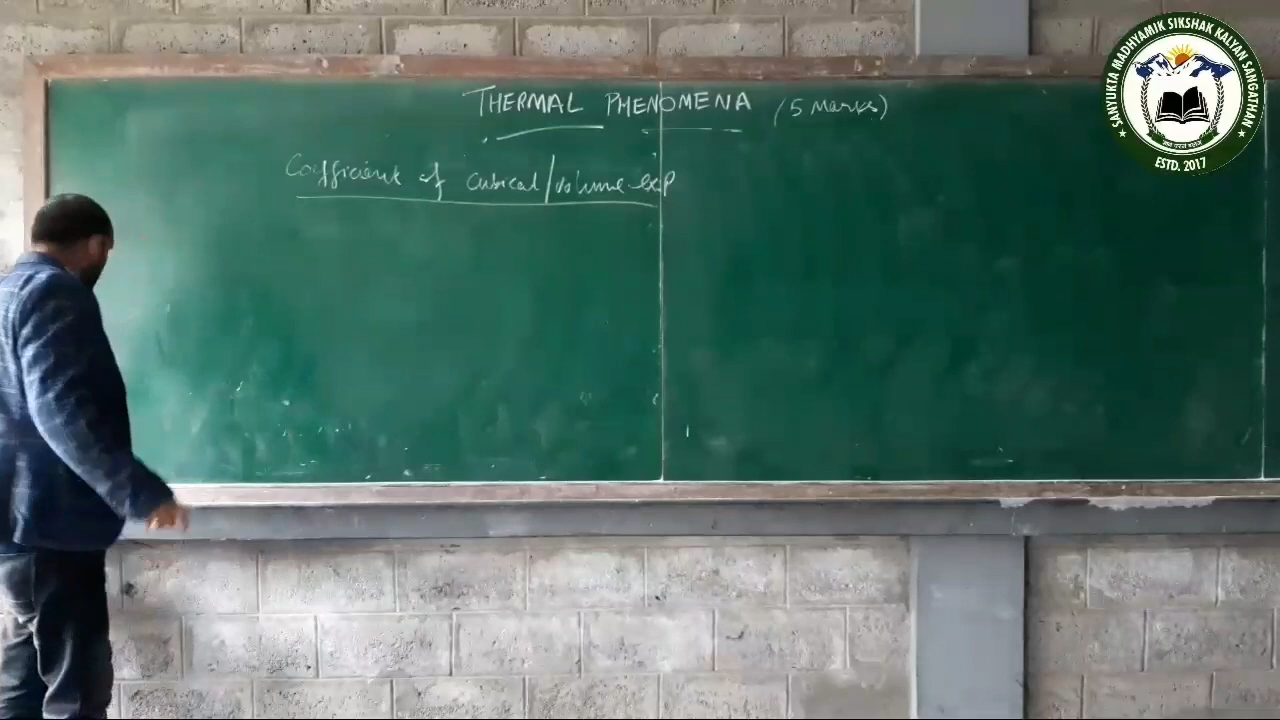 THERMAL PHENOMENA (5 Marks)
Coefficient of cubical/volume exp
SANYUKTA MADHYAMIK SIKSHAK KALYAN SANGATHAN
ESTD. 2017